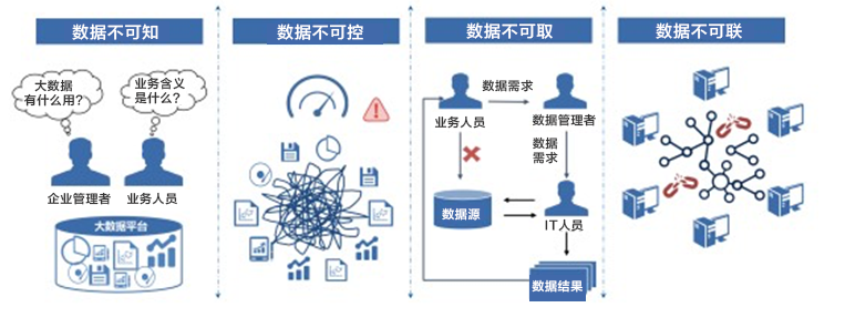 数据不可知
数据不可控
数据不可取
数据不可联
大数据
有什么用?
业务含义
是什么?
企业管理者
业务人员
大数据平台
数据需求
业务人员
数据管理者
数据
需求
数据源
IT人员
数据结果